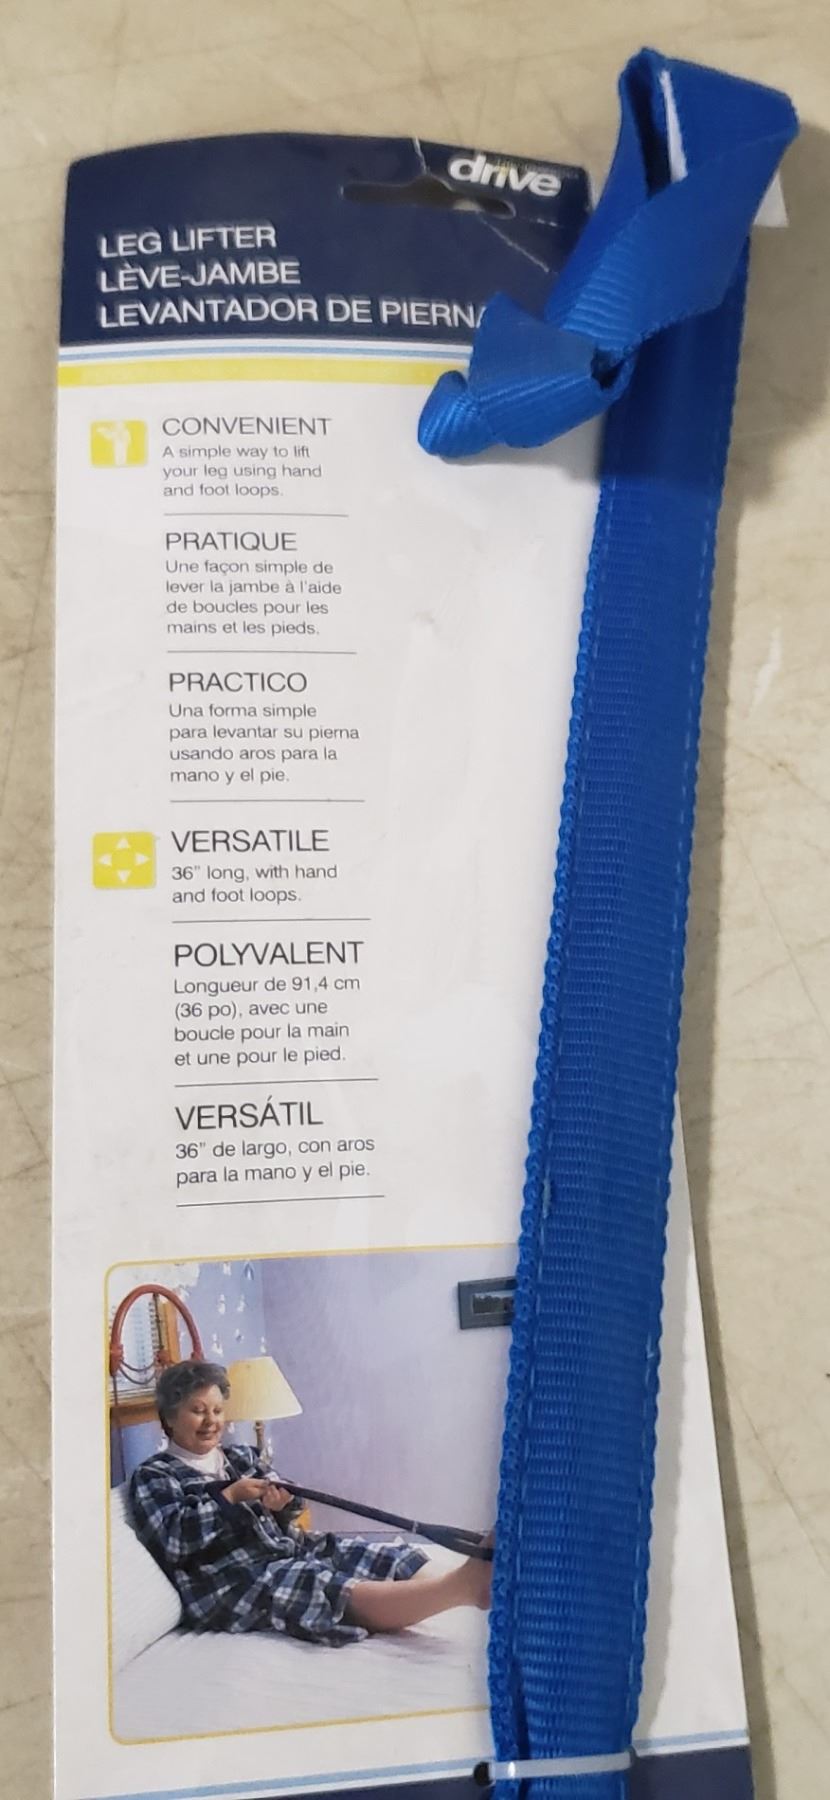 drive
LEG LIFTER
LÈVE-JAMBE
LEVANTADOR DE PIERNA
CONVENIENT
A simple way to lift
your leg using hand
and foot loops.
PRATIQUE
Une façon simple de
lever la jambe à l'aide
de boucles pour les
mains et les pieds.
PRACTICO
Una forma simple
para levantar su pierna
usando aros para la
mano y el pie.
VERSATILE
36" long, with hand
and foot loops.
POLYVALENT
Longueur de 91,4 cm
(36 po), avec une
boucle pour la main
et une pour le pied.
VERSÁTIL
36" de largo, con aros
para la mano y el pie.